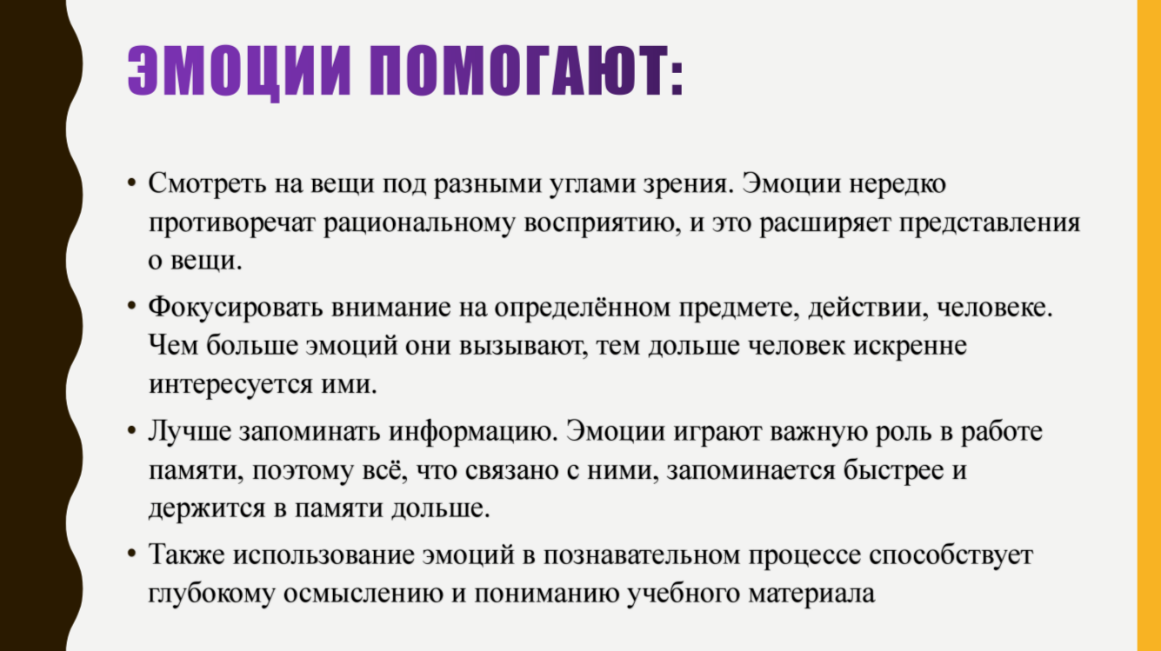 ЭМОЦИИ ПОМОГАЮТ:
• Смотреть на вещи под разными углами зрения. Эмоции нередко
противоречат рациональному восприятию, и это расширяет представления
о вещи.
• Фокусировать внимание на определённом предмете, действии, человеке.
Чем больше эмоций они вызывают, тем дольше человек искренне
интересуется ими.
• Лучше запоминать информацию. Эмоции играют важную роль в работе
памяти, поэтому всё, что связано с ними, запоминается быстрее и
держится в памяти дольше.
• Также использование эмоций в познавательном процессе способствует
глубокому осмыслению и пониманию учебного материала